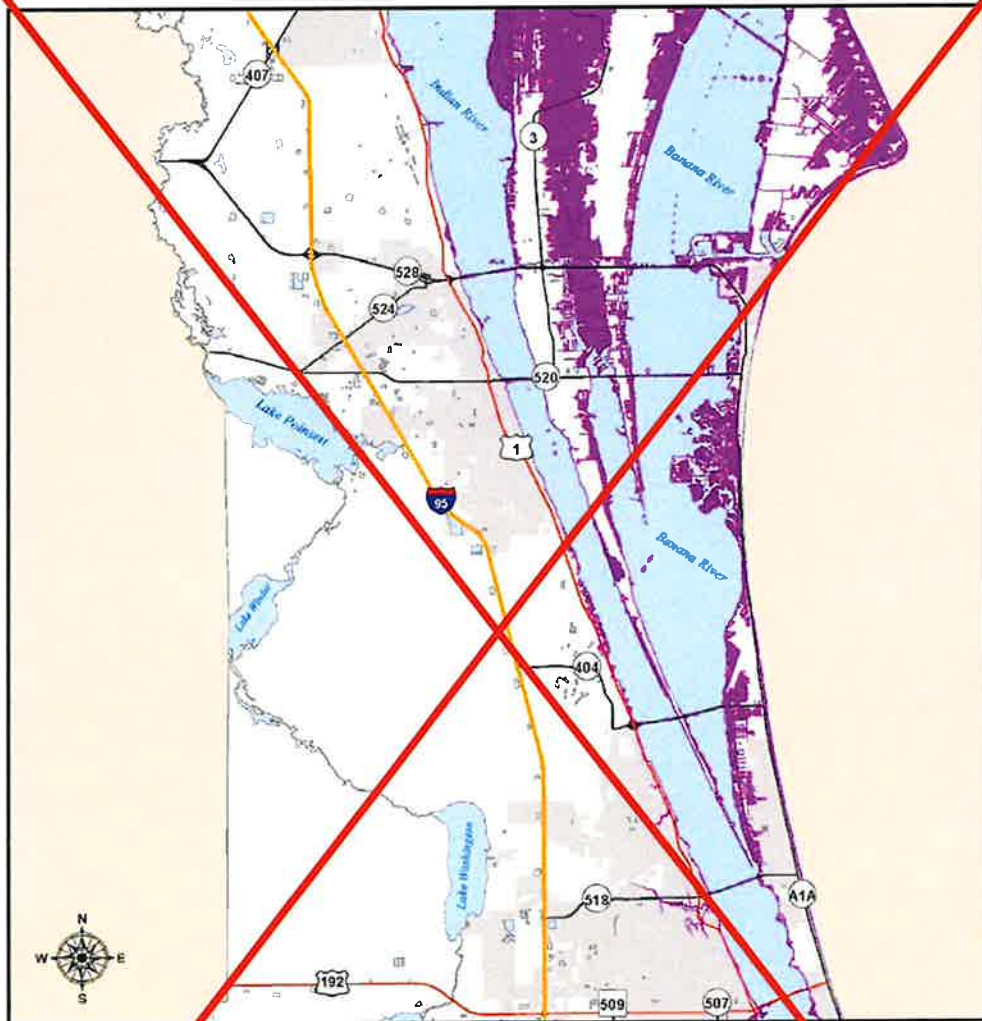 407
Indian River
3
Banana River
528
524
520
Lake Poinsett
1
95
Banana River
Lake Winder
404
Lake Washington
518
A1A
N
W
E
S
192
509
507